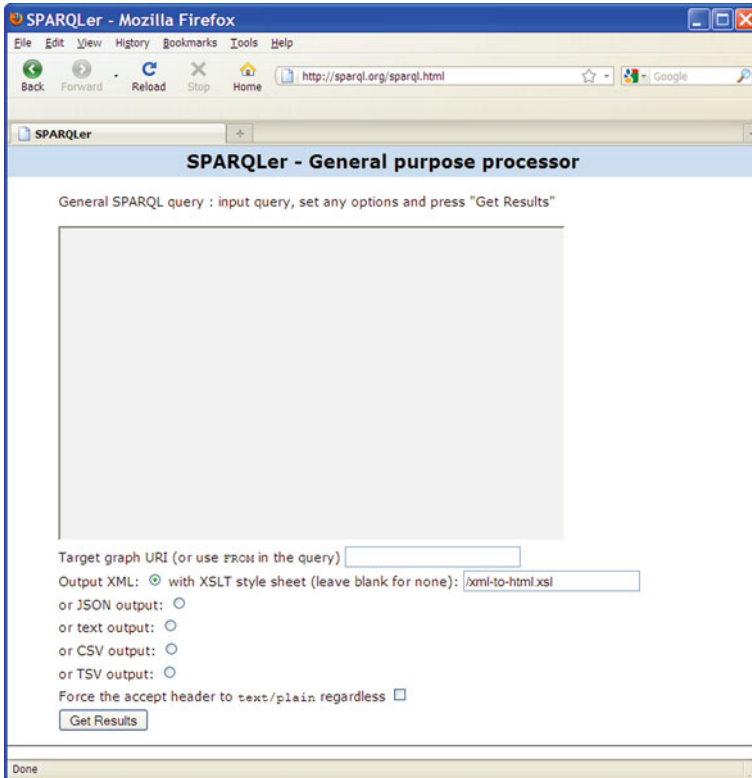 SPARQLer - Mozilla Firefox
File Edit View History Bookmarks Tools Help
http://sparql.org/sparql.html
Google
Back Forward Reload Stop Home
SPARQLer
SPARQLer - General purpose processor
General SPARQL query : input query, set any options and press "Get Results"
Target graph URI (or use FROM in the query)
Output XML: with XSLT style sheet (leave blank for none): /xml-to-html.xsl
or JSON output:
or text output:
or CSV output:
or TSV output:
Force the accept header to text/plain regardless
Get Results
Done